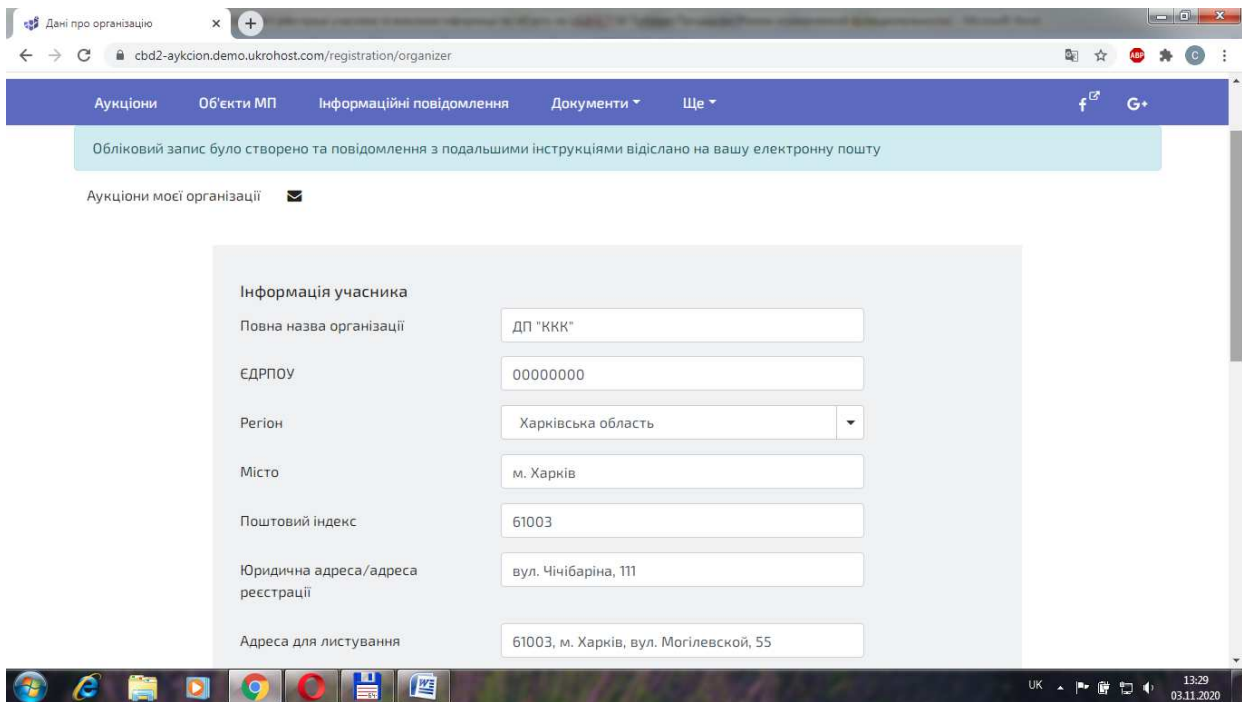 Дані про організацію
cbd2-aykcion.demo.ukrohost.com/registration/organizer
ABP
C
Аукціони Об'єкти МП Інформаційні повідомлення Документи Ще f G+
Обліковий запис було створено та повідомлення з подальшими інструкціями відіслано на вашу електронну пошту
Аукціони моєї організації
Інформація учасника
Повна назва організації ДП "ККК"
ЄДРПОУ 00000000
Регіон Харківська область
Місто м. Харків
Поштовий індекс 61003
Юридична адреса/адреса вул. Чічібаріна, 111
реєстрації
Адреса для листування 61003, м. Харків, вул. Могілевской, 55
UK 13:29
03.11.2020